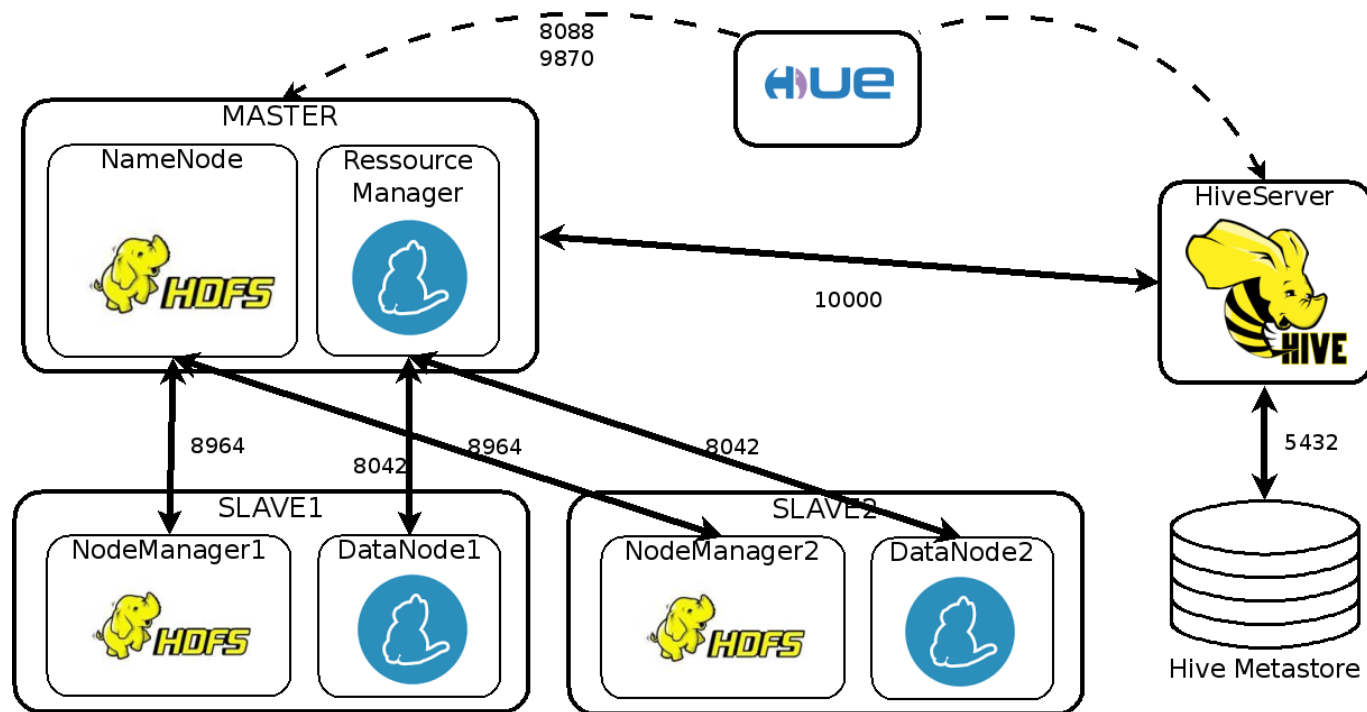 8088
9870
HUE
MASTER
NameNode
HDFS
Ressource
Manager
HiveServer
HIVE
10000
8964
8042
8964
8042
5432
SLAVE1
NodeManager1
HDFS
DataNode1
SLAVE2
NodeManager2
HDFS
DataNode2
Hive Metastore